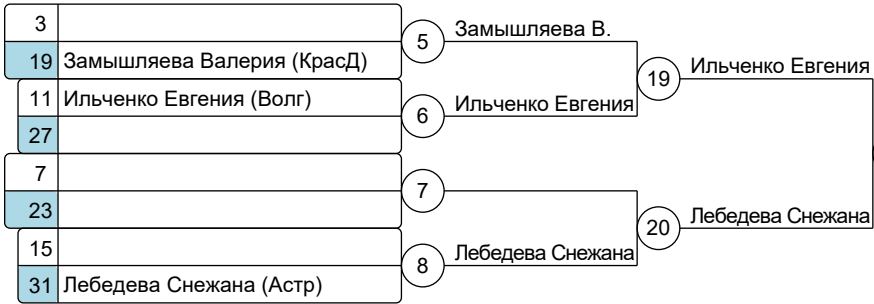 3
19 Замышляева Валерия (КрасД)
11 Ильченко Евгения (Волг)
27
7
23
15
31 Лебедева Снежана (Астр)
5
6
7
8
Замышляева В.
Ильченко Евгения
Лебедева Снежана
19
20
Ильченко Евгения
Лебедева Снежана